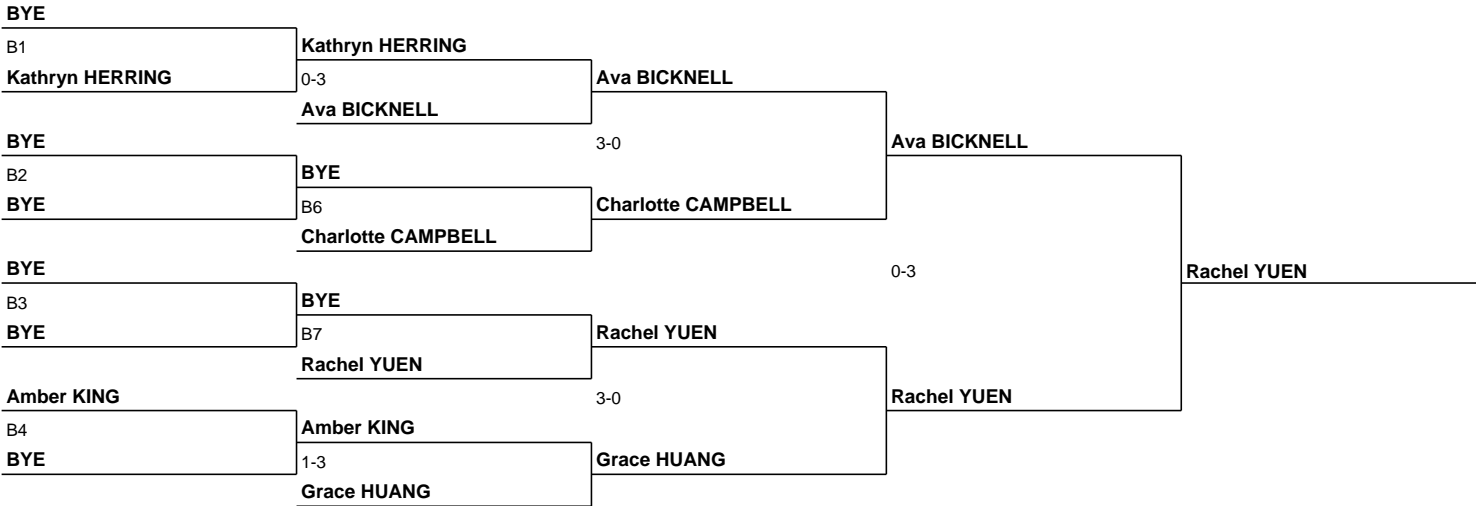 BYE
B1
Kathryn HERRING
Kathryn HERRING
0-3
Ava BICKNELL
Ava BICKNELL
BYE
B2
BYE
BYE
B6
Charlotte CAMPBELL
3-0
Charlotte CAMPBELL
Ava BICKNELL
BYE
B3
BYE
BYE
B7
Rachel YUEN
Rachel YUEN
0-3
Rachel YUEN
Amber KING
B4
BYE
Amber KING
1-3
Grace HUANG
3-0
Grace HUANG
Rachel YUEN